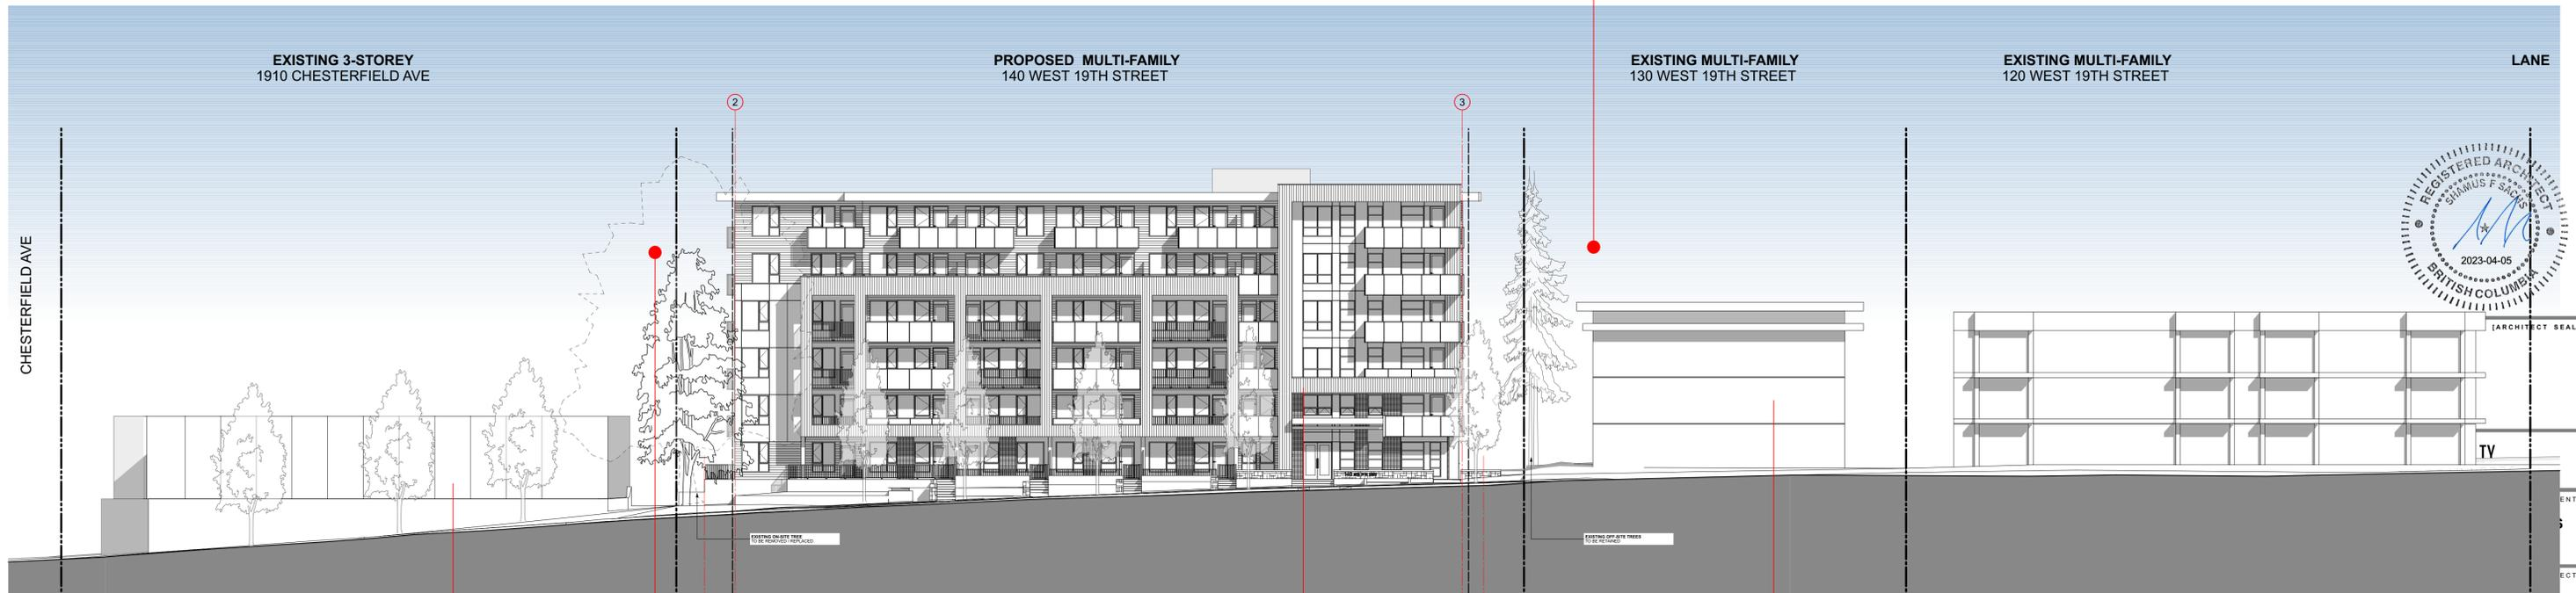 EXISTING 3-STOREY
1910 CHESTERFIELD AVE
PROPOSED MULTI-FAMILY
140 WEST 19TH STREET
EXISTING MULTI-FAMILY
130 WEST 19TH STREET
EXISTING MULTI-FAMILY
120 WEST 19TH STREET
LANE
2
3
CHESTERFIELD AVE
REGISTERED ARCHITECT
SHAMUS F SACHS
2023-04-05
BRITISH COLUMBIA
[ARCHITECT SEAL
TV
ENT
S
ECT
EXISTING ON-SITE TREE
TO BE REMOVED / REPLACED
EXISTING OFF-SITE TREES
TO BE RETAINED